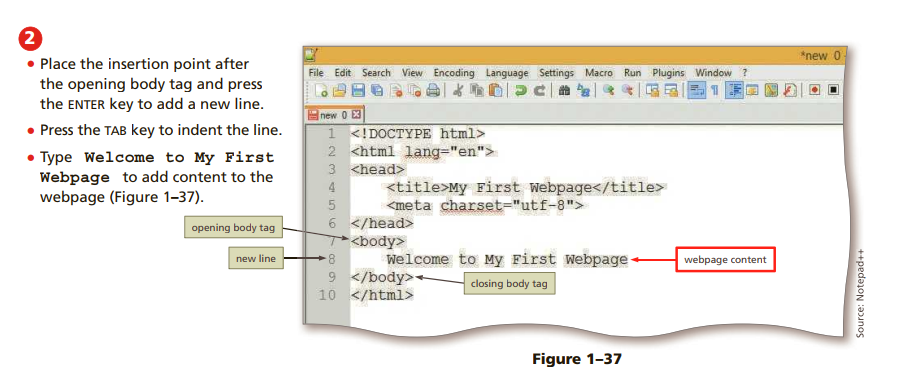 2
• Place the insertion point after
the opening body tag and press
the ENTER key to add a new line.
• Press the TAB key to indent the line.
• Type Welcome to My First
Webpage to add content to the
webpage (Figure 1–37).
opening body tag
new line
*new 0
File Edit Search View Encoding Language Settings Macro Run Plugins Window ?
new 0
1 <!DOCTYPE html>
2 <html lang="en">
3 <head>
4 <title>My First Webpage</title>
5 <meta charset="utf-8">
6 </head>
7 <body>
8 Welcome to My First Webpage
9 </body>
10 </html>
webpage content
closing body tag
Source: Notepad++
Figure 1–37